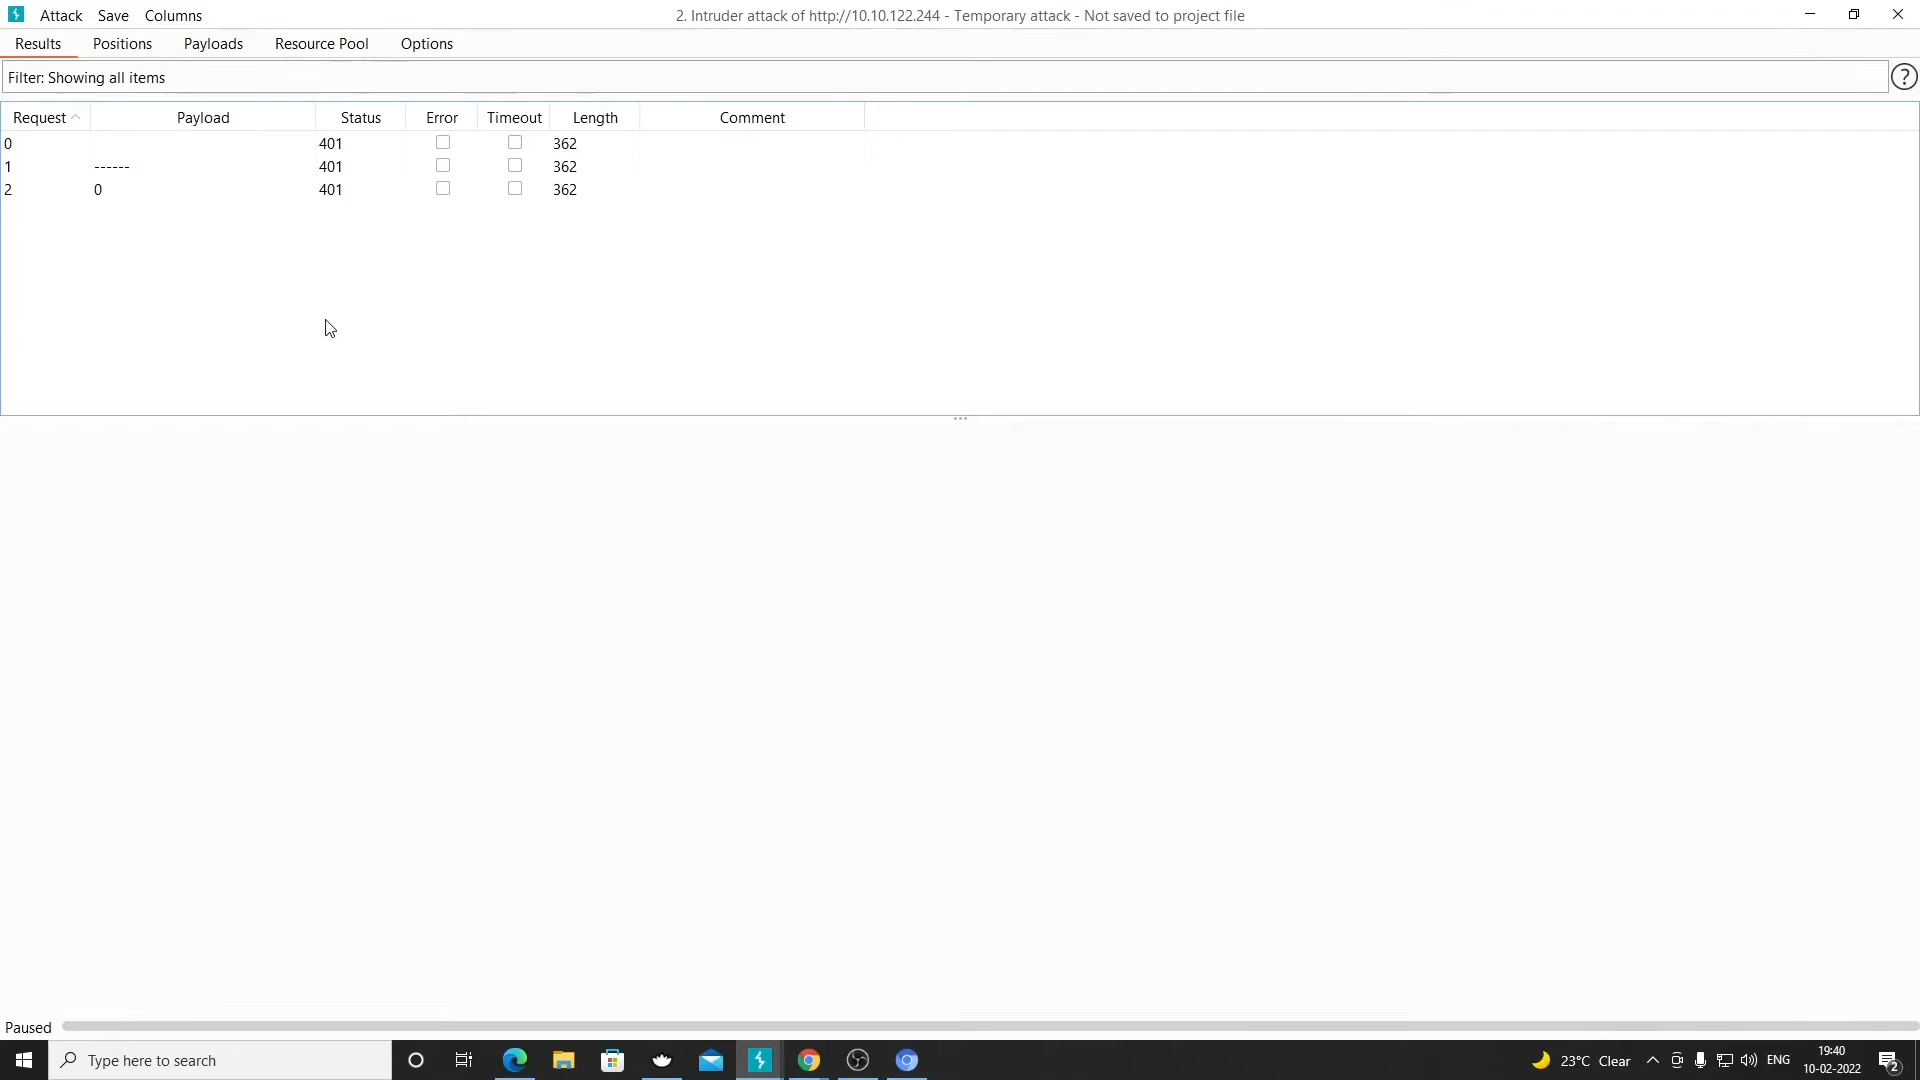 Attack Save Columns 2. Intruder attack of http://10.10.122.244 - Temporary attack - Not saved to project file
Results Positions Payloads Resource Pool Options
Filter: Showing all items ?
Request Payload Status Error Timeout Length Comment
0 401 362
1 ------ 401 362
2 0 401 362
Paused
Type here to search 23°C Clear ENG 19:40
10-02-2022 2